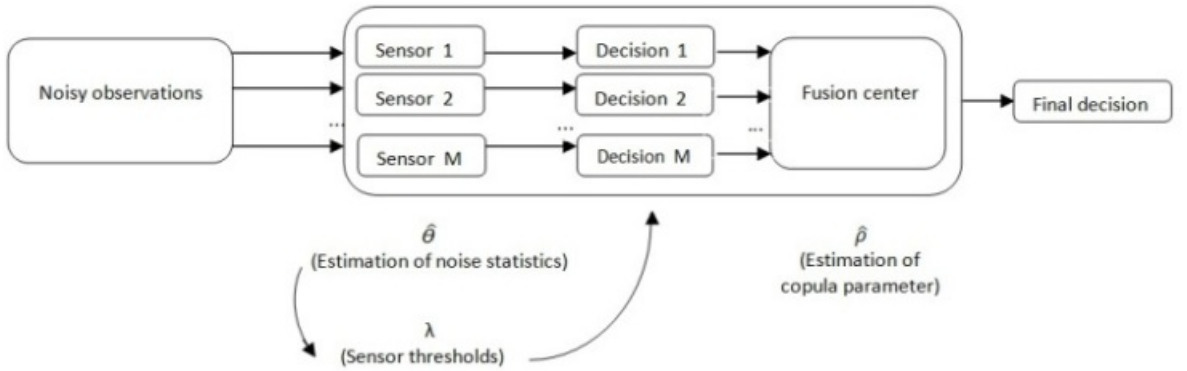 Noisy observations
Sensor 1
Decision 1
Sensor 2
Decision 2
...
...
...
Sensor M
Decision M
Fusion center
Final decision
θ̂
(Estimation of noise statistics)
λ
(Sensor thresholds)
ρ̂
(Estimation of
copula parameter)